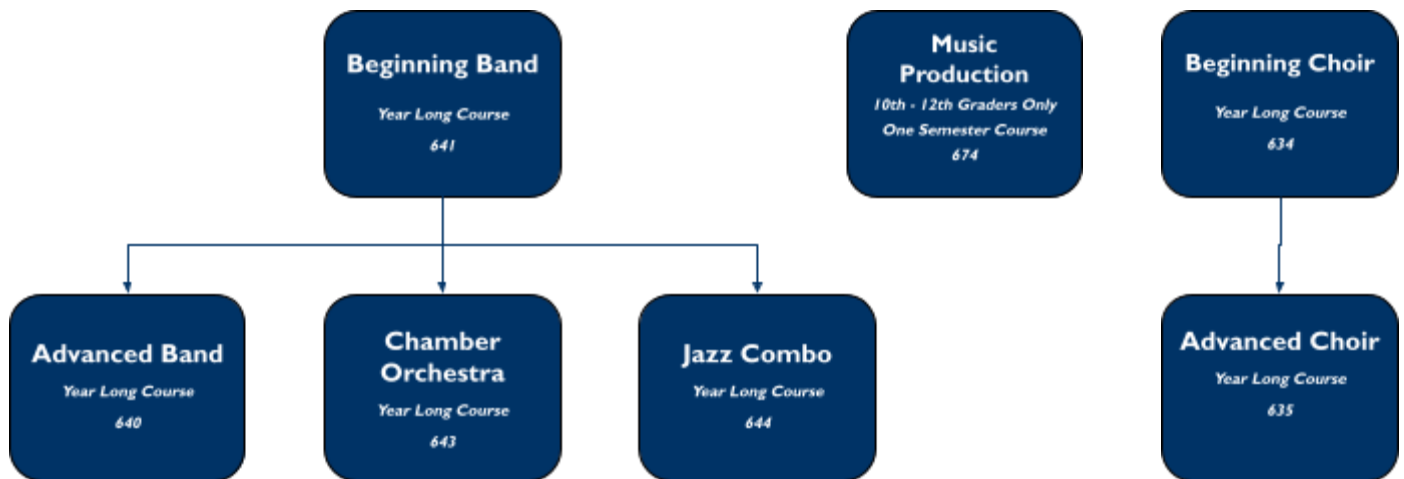 Beginning Band
Year Long Course
641
Music
Production
10th - 12th Graders Only
One Semester Course
674
Beginning Choir
Year Long Course
634
Advanced Band
Year Long Course
640
Chamber
Orchestra
Year Long Course
643
Jazz Combo
Year Long Course
644
Advanced Choir
Year Long Course
635